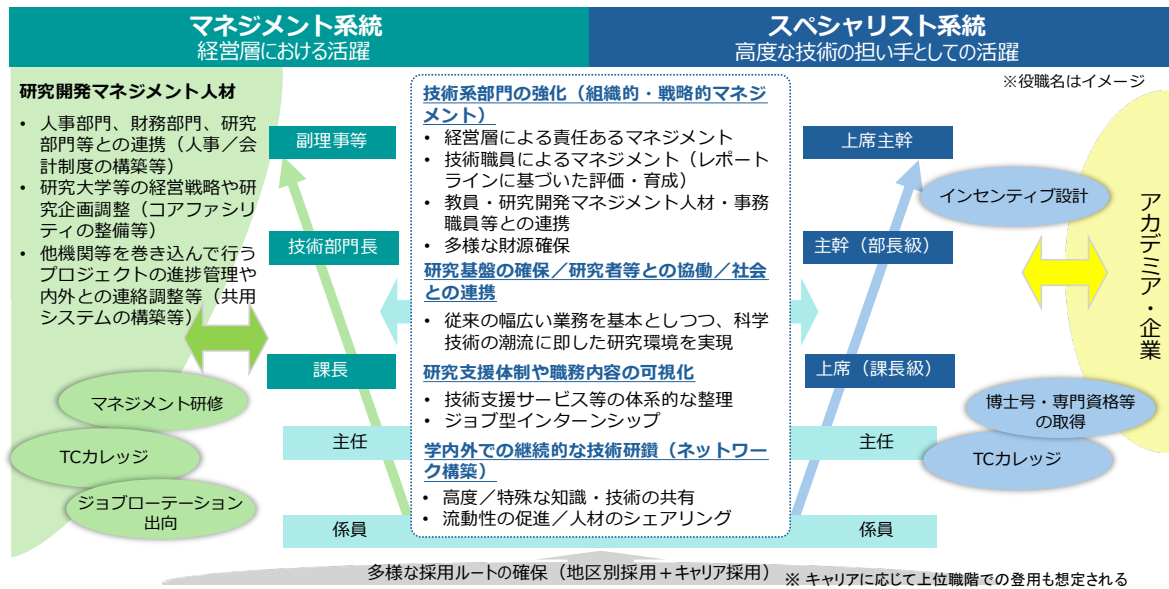 マネジメント系統
経営層における活躍
スペシャリスト系統
高度な技術の担い手としての活躍
※役職名はイメージ
研究開発マネジメント人材
• 人事部門、財務部門、研究
部門等との連携（人事／会
計制度の構築等）
• 研究大学等の経営戦略や研
究企画調整（コアファシリ
ティの整備等）
• 他機関等を巻き込んで行う
プロジェクトの進捗管理や
内外との連絡調整等（共用
システムの構築等）
マネジメント研修
TCカレッジ
ジョブローテーション
出向
副理事等
技術部門長
課長
主任
係員
技術系部門の強化（組織的・戦略的マネジ
メント）
• 経営層による責任あるマネジメント
• 技術職員によるマネジメント（レポート
ラインに基づいた評価・育成）
• 教員・研究開発マネジメント人材・事務
職員等との連携
• 多様な財源確保
研究基盤の確保／研究者等との協働／社会
との連携
• 従来の幅広い業務を基本としつつ、科学
技術の潮流に即した研究環境を実現
研究支援体制や職務内容の可視化
• 技術支援サービス等の体系的な整理
• ジョブ型インターンシップ
学内外での継続的な技術研鑽（ネットワー
ク構築）
• 高度／特殊な知識・技術の共有
• 流動性の促進／人材のシェアリング
上席主幹
主幹（部長級）
上席（課長級）
主任
係員
インセンティブ設計
博士号・専門資格等
の取得
TCカレッジ
アカデミア・企業
多様な採用ルートの確保（地区別採用＋キャリア採用）
※ キャリアに応じて上位職階での登用も想定される